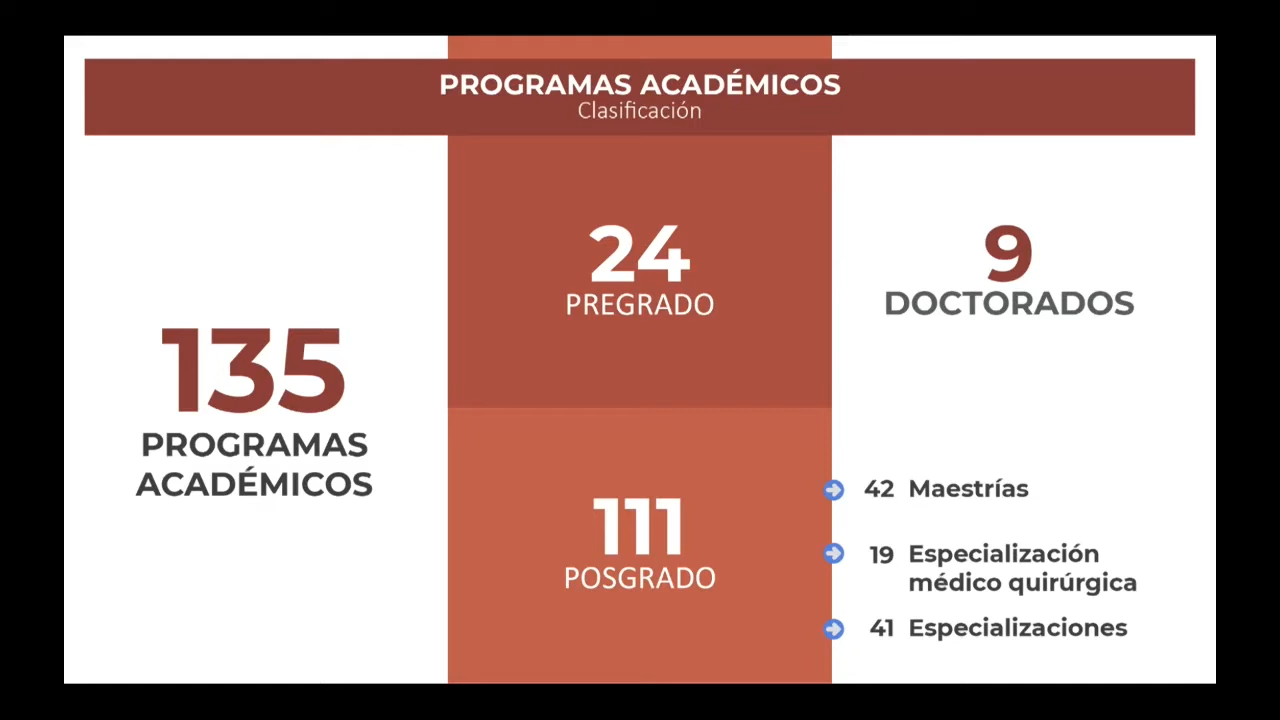 PROGRAMAS ACADÉMICOS
Clasificación
135
PROGRAMAS
ACADÉMICOS
24
PREGRADO
111
POSGRADO
9
DOCTORADOS
42 Maestrías
19 Especialización
médico quirúrgica
41 Especializaciones